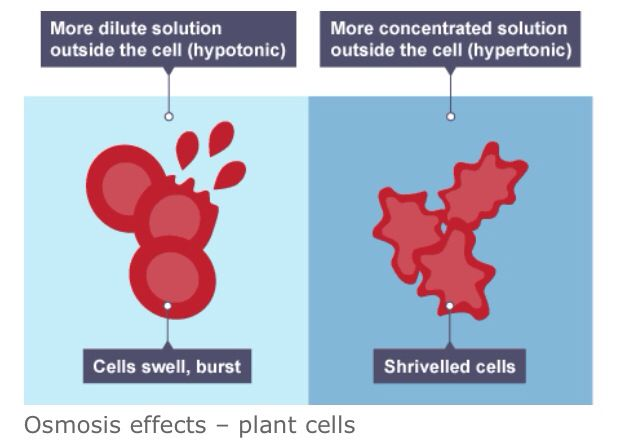 More dilute solution
outside the cell (hypotonic)
More concentrated solution
outside the cell (hypertonic)
Cells swell, burst
Shrivelled cells
Osmosis effects – plant cells